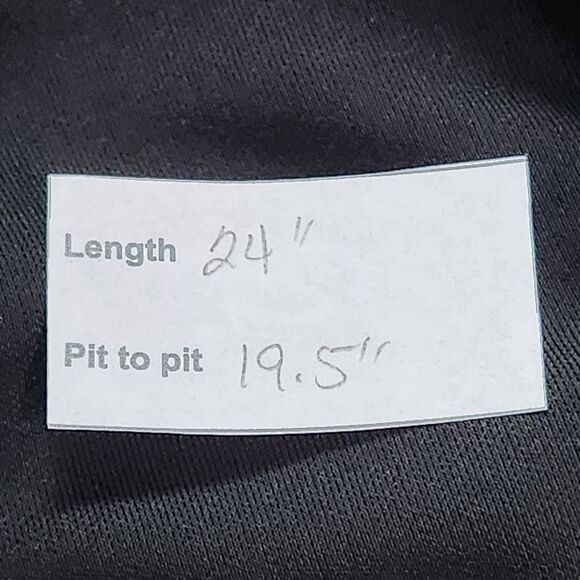 Length 24"
Pit to pit 19.5"